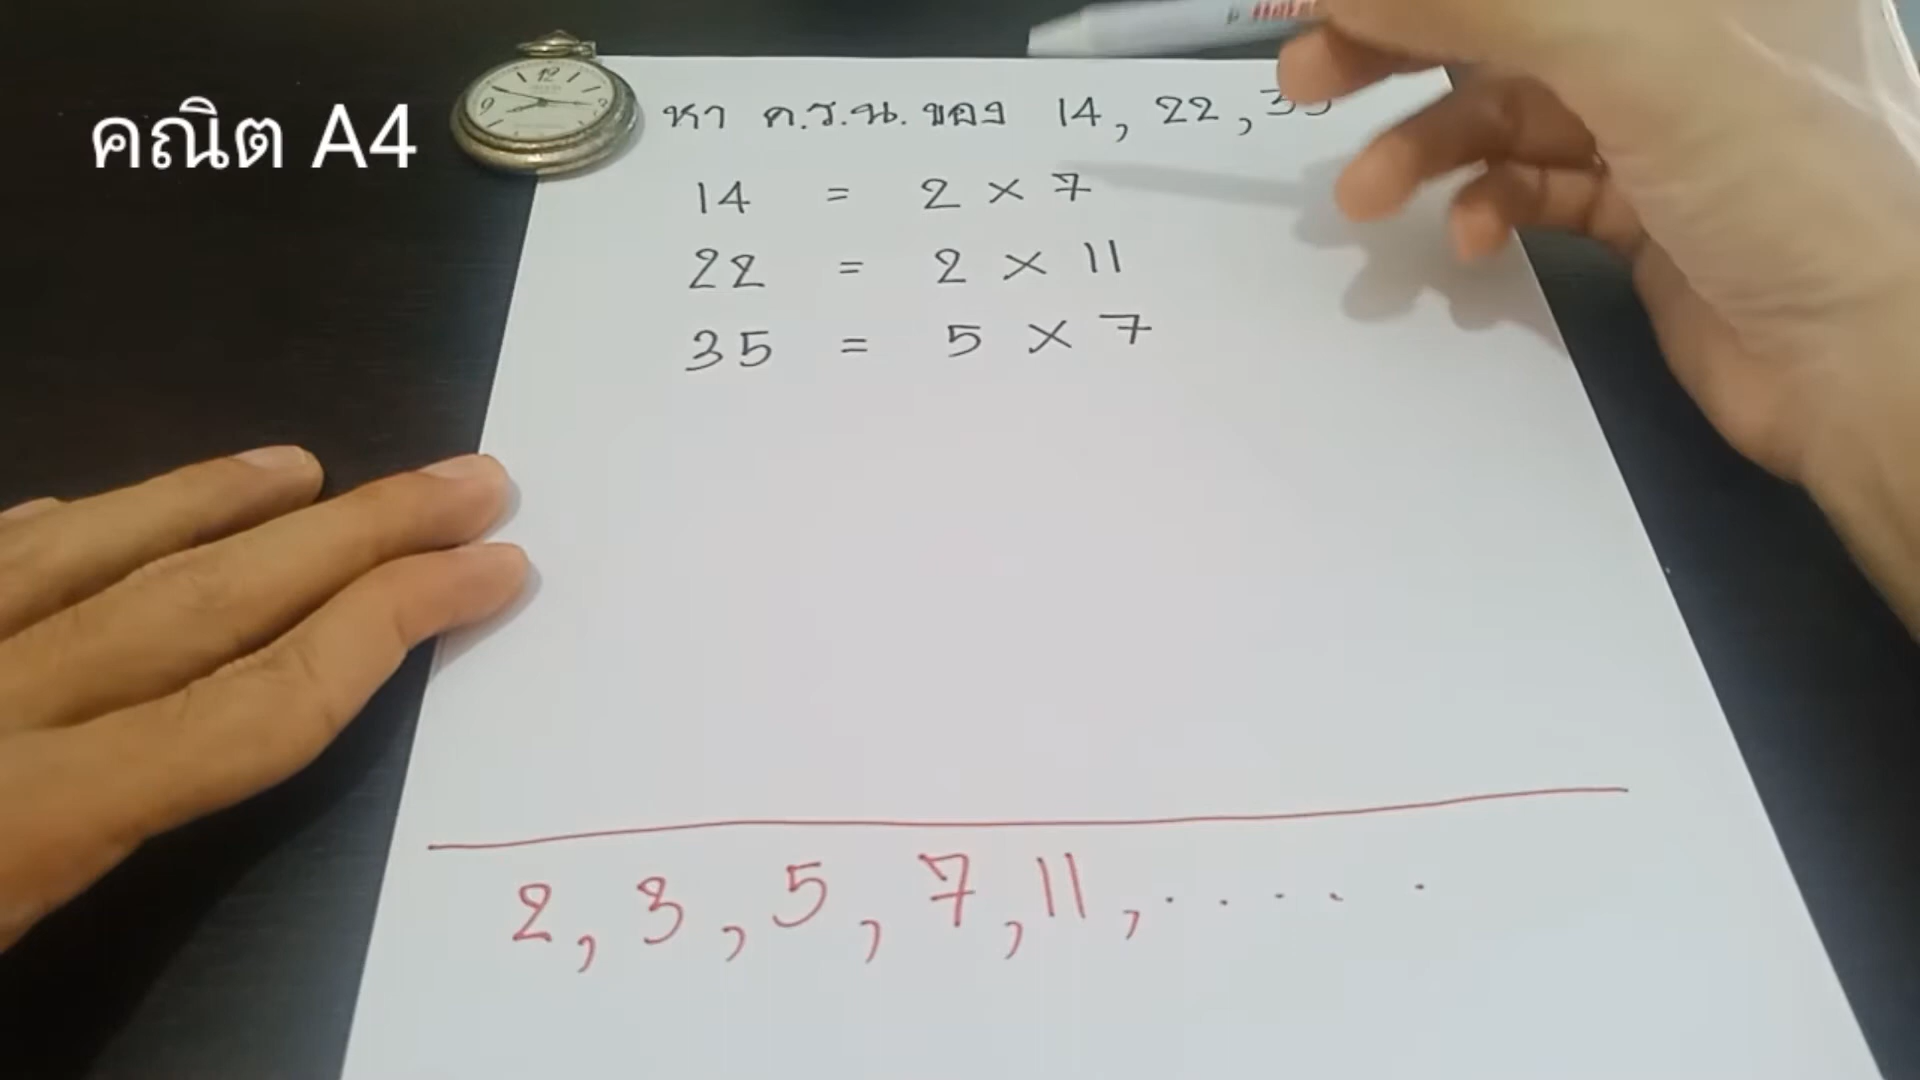 คณิต A4
หา ค.ร.น. ของ 14, 22, 35
14 = 2 × 7
22 = 2 × 11
35 = 5 × 7
2, 3, 5, 7, 11, . . . . .